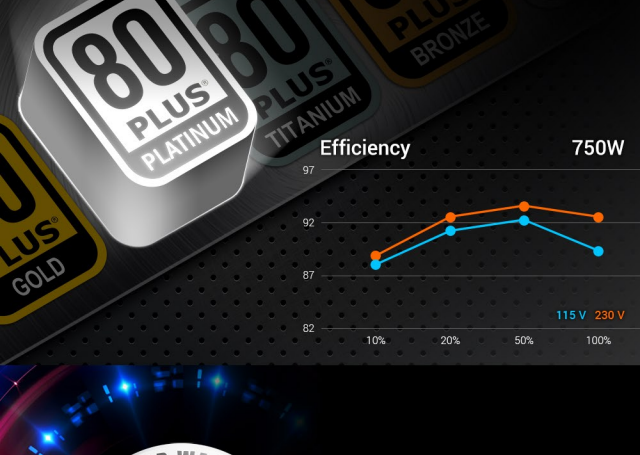 80
PLUS®
PLATINUM
80
PLUS
TITANIUM
PLUS
BRONZE
PLUS®
GOLD
Efficiency 750W
97
92
87
82
115 V 230 V
10% 20% 50% 100%